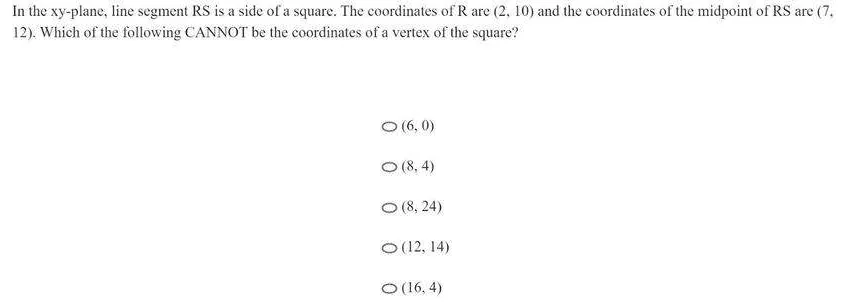 In the xy-plane, line segment RS is a side of a square. The coordinates of R are (2, 10) and the coordinates of the midpoint of RS are (7,
12). Which of the following CANNOT be the coordinates of a vertex of the square?
(6, 0)
(8, 4)
(8, 24)
(12, 14)
(16, 4)